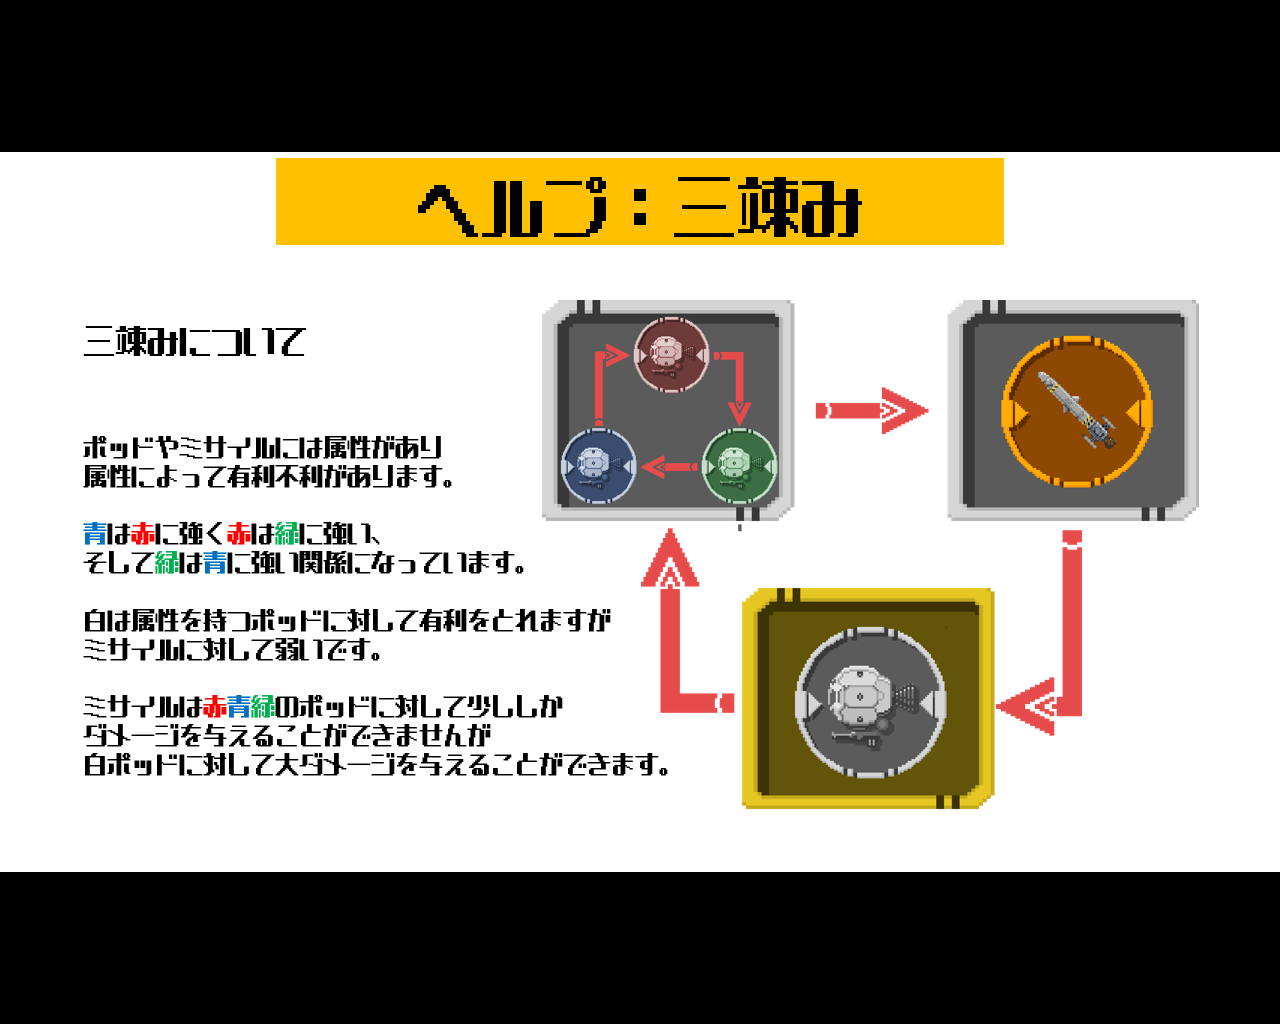 ヘルプ：三竦み
三竦みについて
ポッドやミサイルには属性があり
属性によって有利不利があります。
青は赤に強く赤は緑に強い、
そして緑は青に強い関係になっています。
白は属性を持つポッドに対して有利をとれますが
ミサイルに対して弱いです。
ミサイルは赤青緑のポッドに対して少ししか
ダメージを与えることができませんが
白ポッドに対して大ダメージを与えることができます。